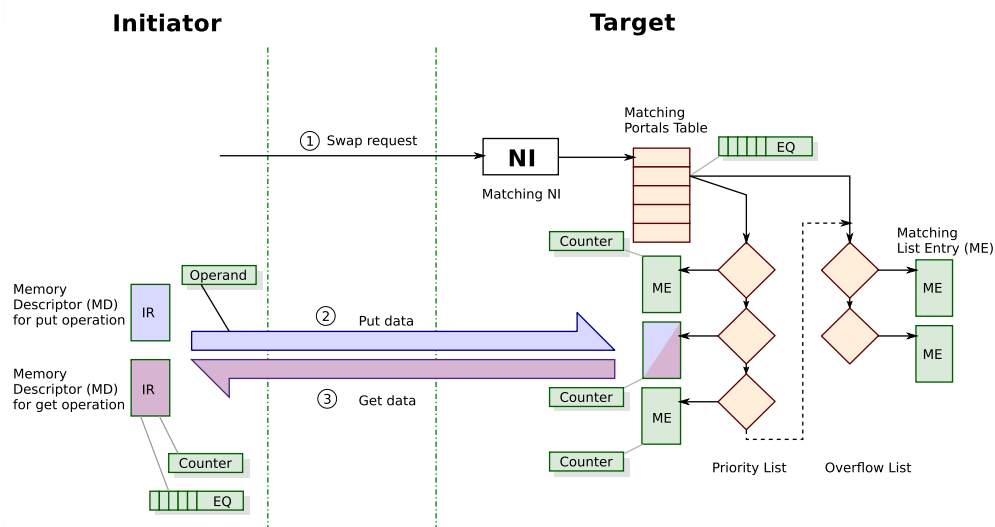 Initiator
Target
Matching
Portals Table
1 Swap request
EQ
NI
Matching NI
Counter
Matching
List Entry (ME)
Operand
Memory
Descriptor (MD)
for put operation
IR
ME
ME
2 Put data
ME
Memory
Descriptor (MD)
for get operation
IR
3 Get data
Counter
ME
Counter
Counter
Priority List
Overflow List
EQ